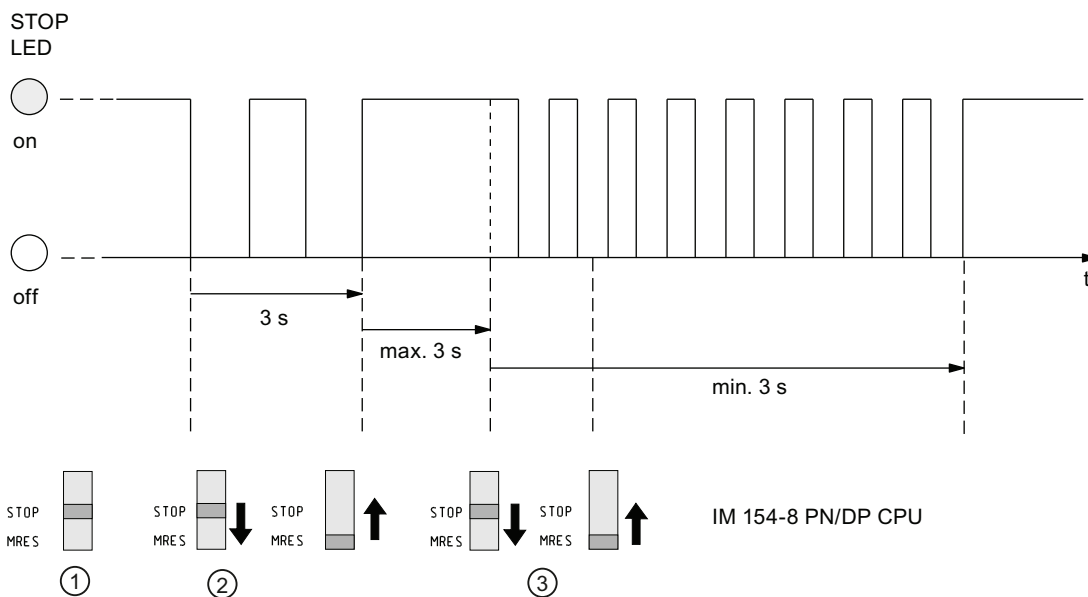 STOP
LED
on
off
t
3 s
max. 3 s
min. 3 s
STOP
MRES
STOP
MRES
STOP
MRES
STOP
MRES
STOP
MRES
IM 154-8 PN/DP CPU
1
2
3